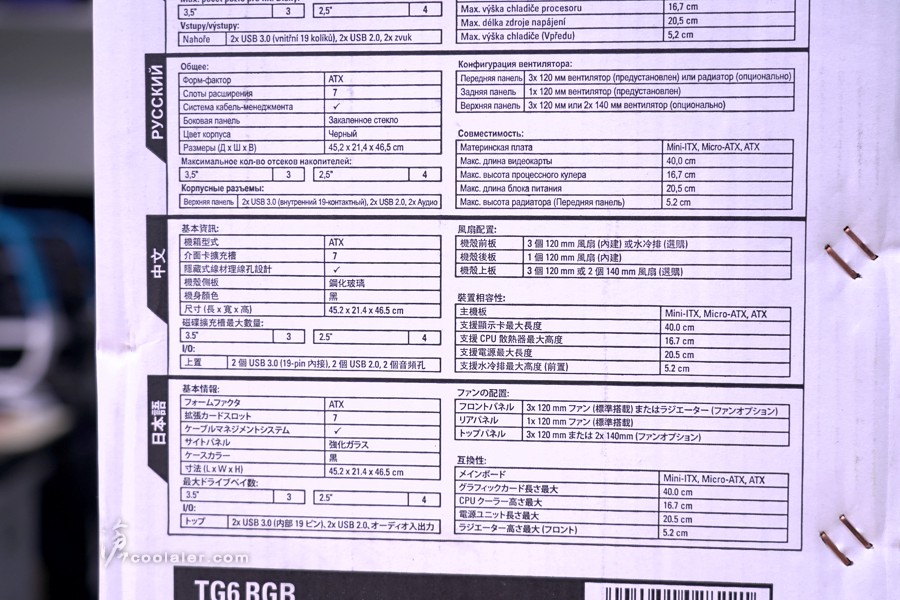 3,5" 3 2,5" 4
Vstupy/výstupy:
Nahoře 2x USB 3.0 (vnitřní 19 kolíků), 2x USB 2.0, 2x zvuk
Max. výška chladiče procesoru 16,7 cm
Max. délka zdroje napájení 20,5 cm
Max. výška chladiče (Vpředu) 5,2 cm
РУССКИЙ
Общее:
Форм-фактор ATX
Слоты расширения 7
Система кабель-менеджмента ✓
Боковая панель Закаленное стекло
Цвет корпуса Черный
Размеры (Д x Ш x В) 45,2 x 21,4 x 46,5 cm
Максимальное кол-во отсеков накопителей:
3,5" 3 2,5" 4
Корпусные разъемы:
Верхняя панель 2x USB 3.0 (внутренний 19-контактный), 2x USB 2.0, 2x Аудио
Конфигурация вентилятора:
Передняя панель 3x 120 мм вентилятор (предустановлен) или радиатор (опционально)
Задняя панель 1x 120 мм вентилятор (предустановлен)
Верхняя панель 3x 120 мм или 2x 140 мм вентилятор (опционально)
Совместимость:
Материнская плата Mini-ITX, Micro-ATX, ATX
Макс. длина видеокарты 40,0 cm
Макс. высота процессного кулера 16,7 cm
Макс. длина блока питания 20,5 cm
Макс. высота радиатора (Передняя панель) 5.2 cm
中文
基本資訊:
機箱型式 ATX
介面卡擴充槽 7
隱藏式線材理線孔設計 ✓
機殼側板 鋼化玻璃
機身顏色 黑
尺寸 (長 x 寬 x 高) 45.2 x 21.4 x 46.5 cm
磁碟擴充槽最大數量:
3.5" 3 2.5" 4
I/O:
上置 2 個 USB 3.0 (19-pin 內接), 2 個 USB 2.0, 2 個音頻孔
風扇配置:
機殼前板 3 個 120 mm 風扇 (內建) 或水冷排 (選購)
機殼後板 1 個 120 mm 風扇 (內建)
機殼上板 3 個 120 mm 或 2 個 140 mm 風扇 (選購)
裝置相容性:
主機板 Mini-ITX, Micro-ATX, ATX
支援顯示卡最大長度 40.0 cm
支援 CPU 散熱器最大高度 16.7 cm
支援電源最大長度 20.5 cm
支援水冷排最大高度 (前置) 5.2 cm
日本語
基本情報:
フォームファクタ ATX
拡張カードスロット 7
ケーブルマネジメントシステム ✓
サイトパネル 強化ガラス
ケースカラー 黒
寸法 (L x W x H) 45.2 x 21.4 x 46.5 cm
最大ドライブベイ数:
3.5" 3 2.5" 4
I/O:
トップ 2x USB 3.0 (内部 19 ピン), 2x USB 2.0, オーディオ入出力
ファンの配置:
フロントパネル 3x 120 mm ファン (標準搭載) またはラジエーター (ファンオプション)
リアパネル 1x 120 mm ファン (標準搭載)
トップパネル 3x 120 mm または 2x 140mm (ファンオプション)
互換性:
メインボード Mini-ITX, Micro-ATX, ATX
グラフィックカード長さ最大 40.0 cm
CPU クーラー高さ最大 16.7 cm
電源ユニット長さ最大 20.5 cm
ラジエーター高さ最大 (フロント) 5.2 cm
coolaler.com
TG6 RGB